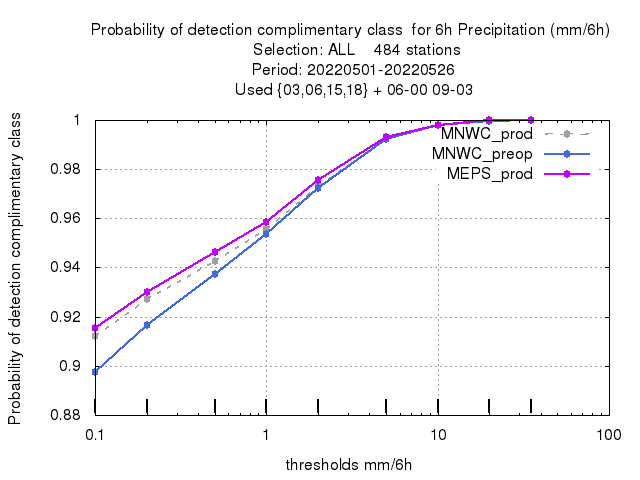 Probability of detection complimentary class  for 6h Precipitation (mm/6h)
Selection: ALL    484 stations
Period: 20220501-20220526
Used {03,06,15,18} + 06-00 09-03
Probability of detection complimentary class
1
0.98
0.96
0.94
0.92
0.9
0.88
MNWC_prod
MNWC_preop
MEPS_prod
0.1 1 10 100
thresholds mm/6h